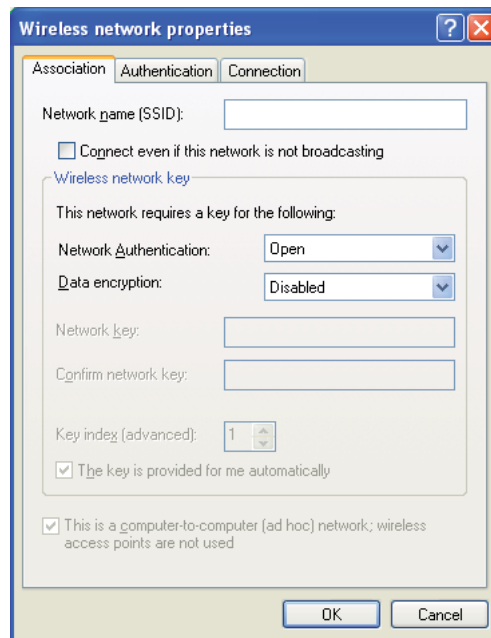 Wireless network properties
Association
Authentication
Connection
Network name (SSID):
Connect even if this network is not broadcasting
Wireless network key
This network requires a key for the following:
Network Authentication:
Open
Data encryption:
Disabled
Network key:
Confirm network key:
Key index (advanced):
1
The key is provided for me automatically
This is a computer-to-computer (ad hoc) network; wireless
access points are not used
OK
Cancel